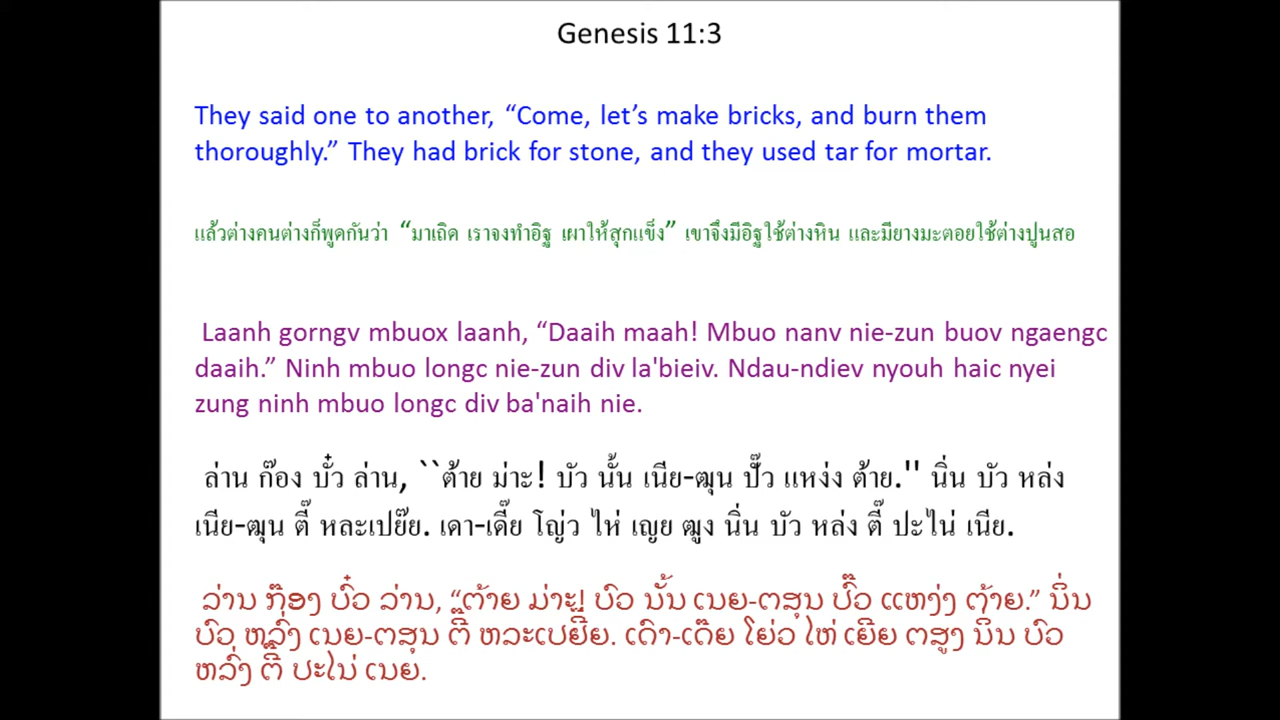 Genesis 11:3
They said one to another, “Come, let’s make bricks, and burn them
thoroughly.” They had brick for stone, and they used tar for mortar.
แล้วต่างคนต่างก็พูดกันว่า “มาเถิด เราจงทำอิฐ เผาให้สุกแข็ง” เขาจึงมีอิฐใช้ต่างหิน และมียางมะตอยใช้ต่างปูนสอ
Laanh gorngv mbuox laanh, “Daaih maah! Mbuo nanv nie-zun buov ngaengc
daaih.” Ninh mbuo longc nie-zun div la'bieiv. Ndau-ndiev nyouh haic nyei
zung ninh mbuo longc div ba'naih nie.
ล่าน ก๊อง บั๋ว ล่าน, ``ต้าย ม่าะ! บัว นั้น เนีย-ฒุน ปั๊ว แหง่ง ต้าย." นิ่น บัว หล่ง
เนีย-ฒุน ตี๊ หละเปย๊ย. เดา-เดี๊ย โญ่ว ไห่ เญย ฒูง นิ่น บัว หล่ง ตี๊ ปะไน่ เนีย.
ລ່ານ ກ໊ອງ ບົ໋ວ ລ່ານ, “ຕ້າຍ ມ່າະ! ບົວ ນັ້ນ ເນຍ-ຕສຸນ ປົ໊ວ ແຫງ່ງ ຕ້າຍ.” ນິ່ນ
ບົວ ຫລົ່ງ ເນຍ-ຕສຸນ ຕີ໊ ຫລະເປຢີ໊ຍ. ເດົາ-ເດ໊ຍ ໂຍ່ວ ໄຫ່ ເຍີຍ ຕສູງ ນິ່ນ ບົວ
ຫລົ່ງ ຕີ໊ ປະໄນ່ ເນຍ.